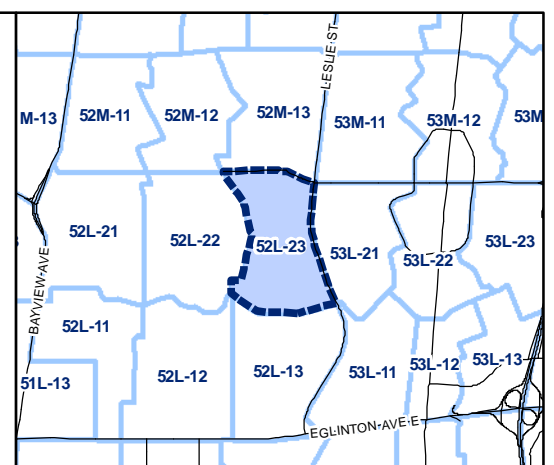 LESLIE ST
M-13
52M-11
52M-12
52M-13
53M-11
53M-12
53M
52L-21
52L-22
52L-23
53L-21
53L-22
53L-23
BAYVIEW AVE
52L-11
51L-13
52L-12
52L-13
53L-11
53L-12
53L-13
EGLINTON AVE E